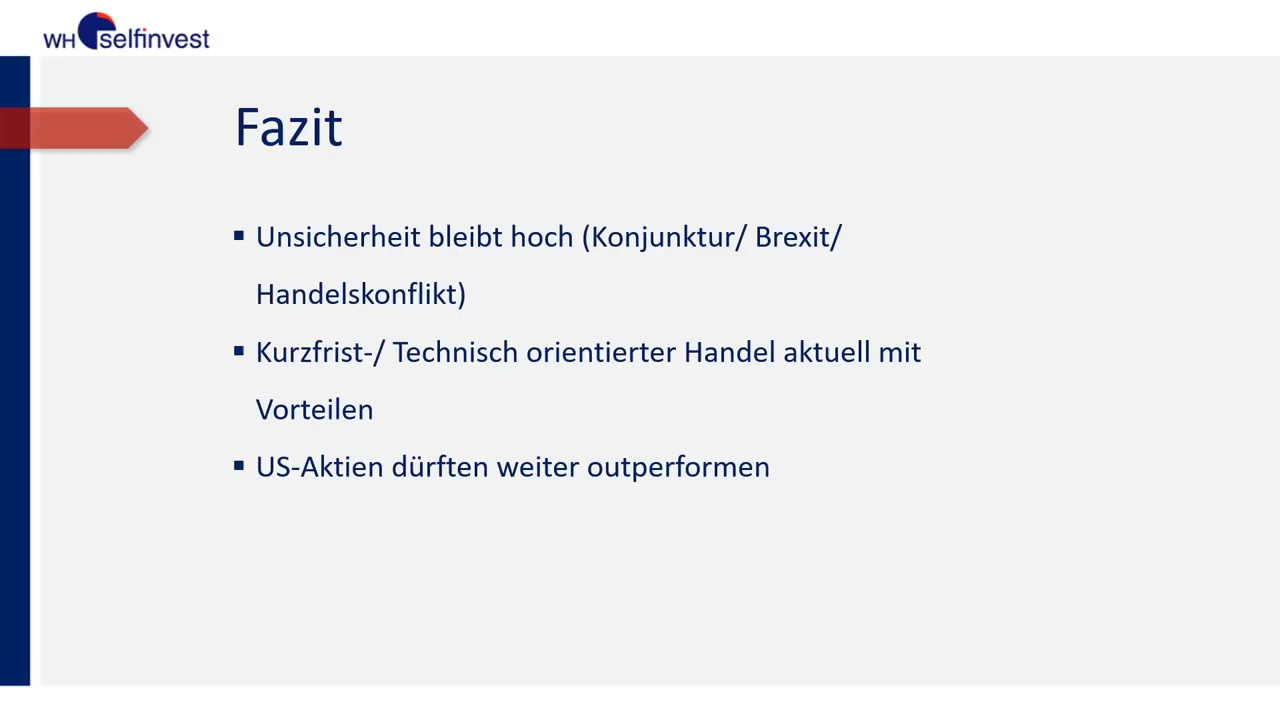 WH selfinvest
Fazit
▪ Unsicherheit bleibt hoch (Konjunktur/ Brexit/
Handelskonflikt)
▪ Kurzfrist-/ Technisch orientierter Handel aktuell mit
Vorteilen
▪ US-Aktien dürften weiter outperformen